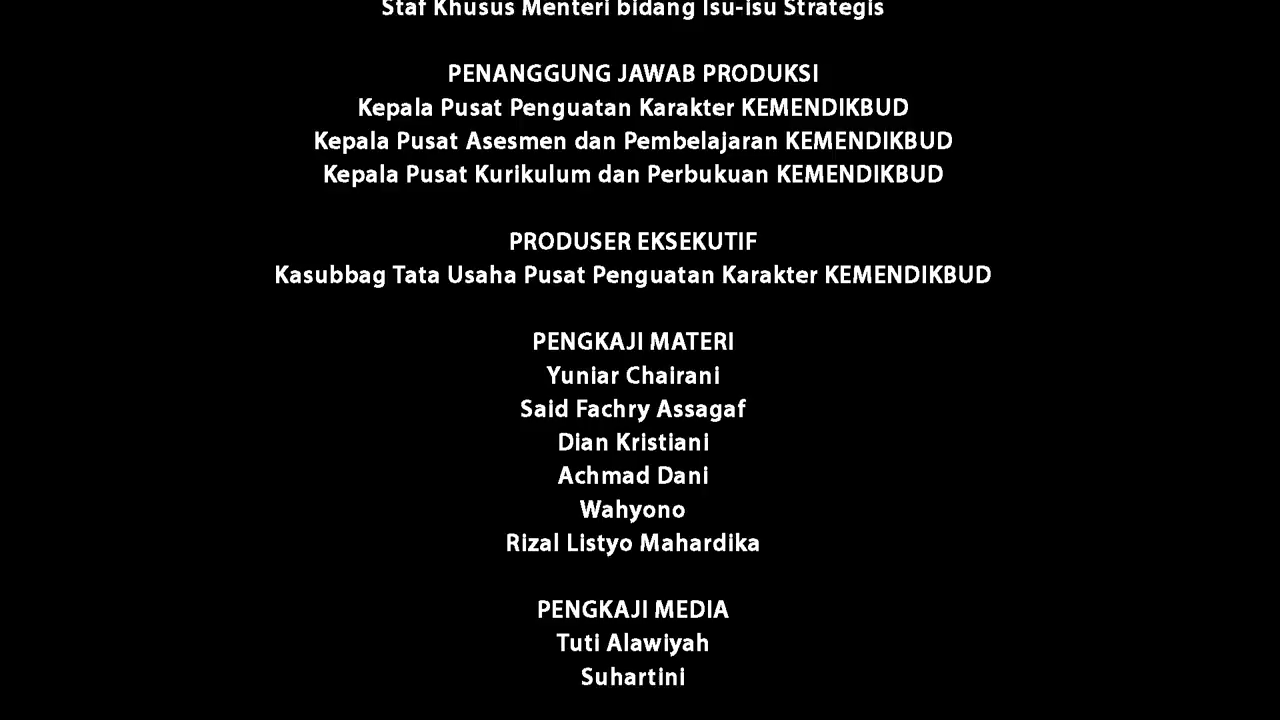 Staf Khusus Menteri bidang Isu-isu Strategis
PENANGGUNG JAWAB PRODUKSI
Kepala Pusat Penguatan Karakter KEMENDIKBUD
Kepala Pusat Asesmen dan Pembelajaran KEMENDIKBUD
Kepala Pusat Kurikulum dan Perbukuan KEMENDIKBUD
PRODUSER EKSEKUTIF
Kasubbag Tata Usaha Pusat Penguatan Karakter KEMENDIKBUD
PENGKAJI MATERI
Yuniar Chairani
Said Fachry Assagaf
Dian Kristiani
Achmad Dani
Wahyono
Rizal Listyo Mahardika
PENGKAJI MEDIA
Tuti Alawiyah
Suhartini